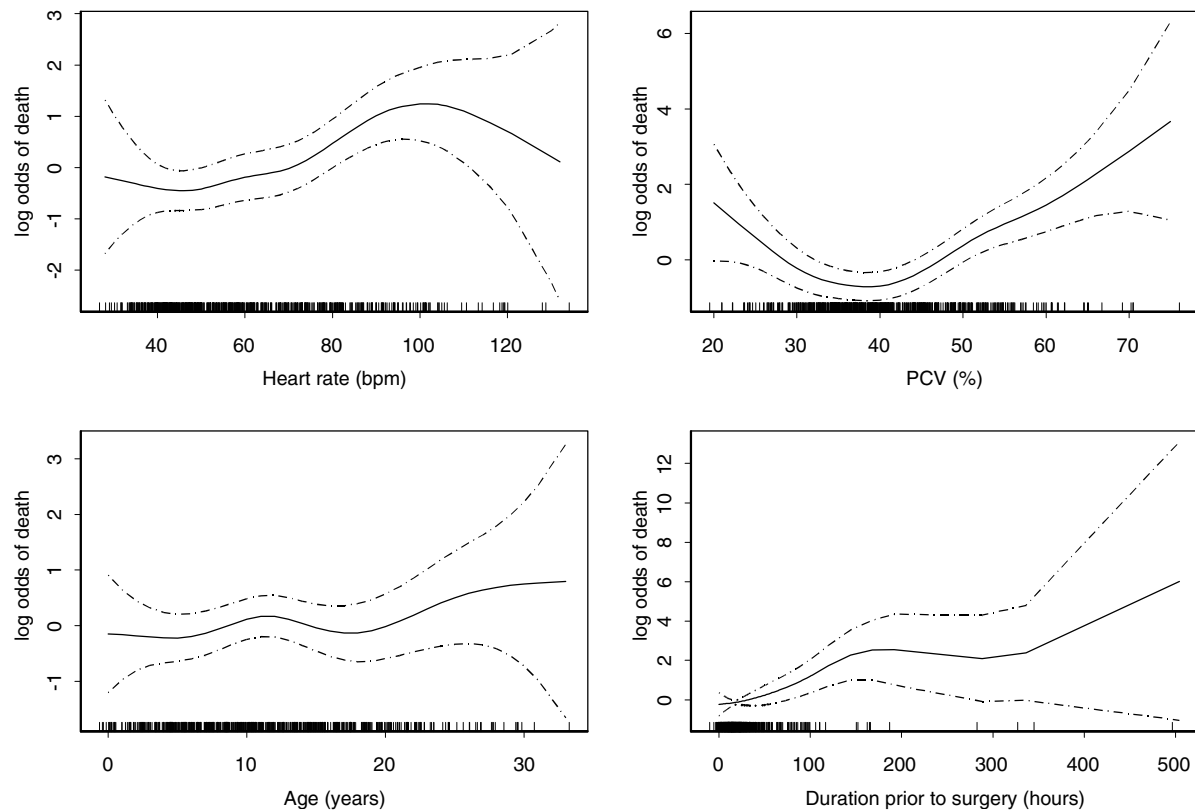 log odds of death
3
2
1
0
-1
-2
40 60 80 100 120
Heart rate (bpm)
log odds of death
6
4
2
0
20 30 40 50 60 70
PCV (%)
log odds of death
3
2
1
0
-1
0 10 20 30
Age (years)
log odds of death
12
10
8
6
4
2
0
0 100 200 300 400 500
Duration prior to surgery (hours)